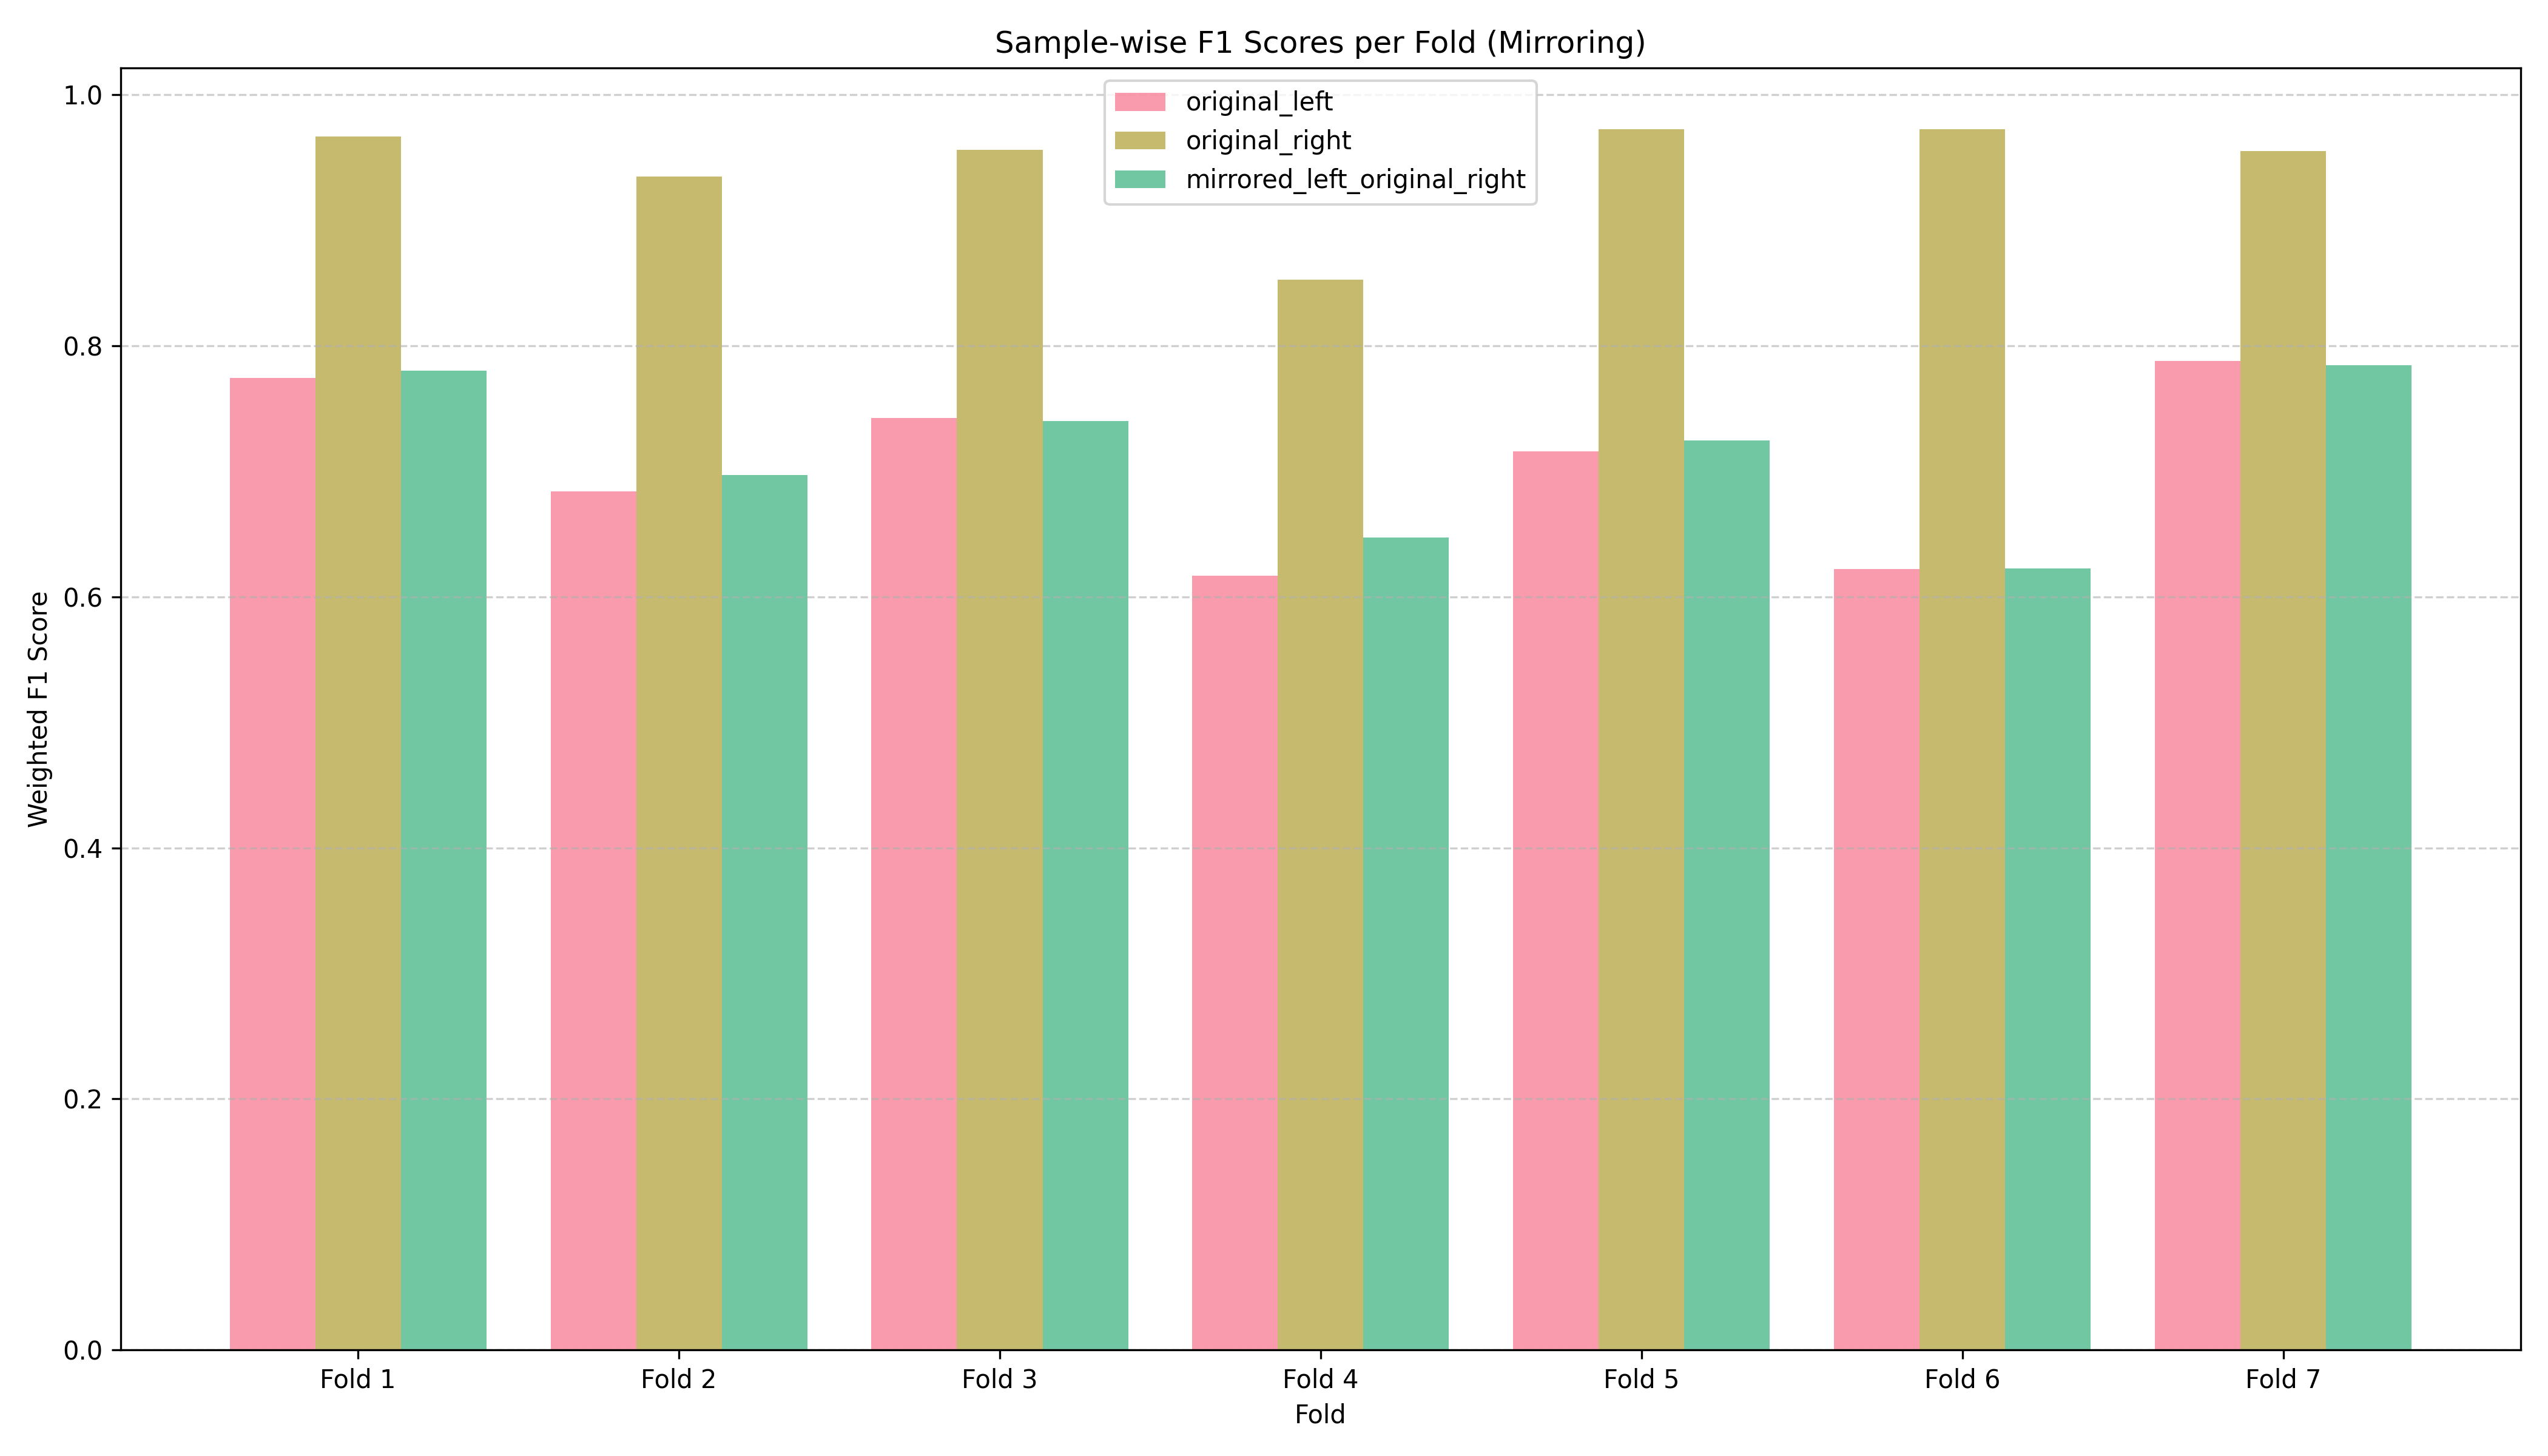 Sample-wise F1 Scores per Fold (Mirroring)
original_left
original_right
mirrored_left_original_right
Weighted F1 Score
1.0
0.8
0.6
0.4
0.2
0.0
Fold 1 Fold 2 Fold 3 Fold 4 Fold 5 Fold 6 Fold 7
Fold